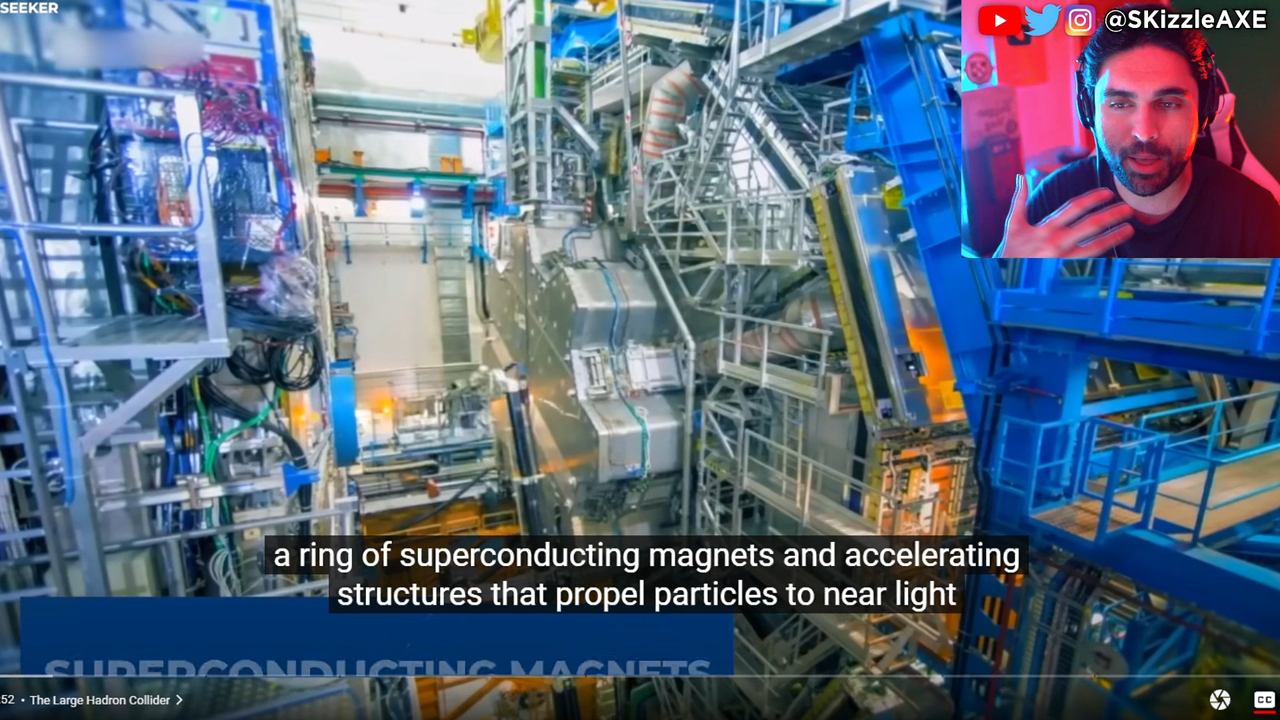 SEEKER
@SKizzleAXE
a ring of superconducting magnets and accelerating
structures that propel particles to near light
SUPERCONDUCTING MAGNETS
:52 • The Large Hadron Collider
CC